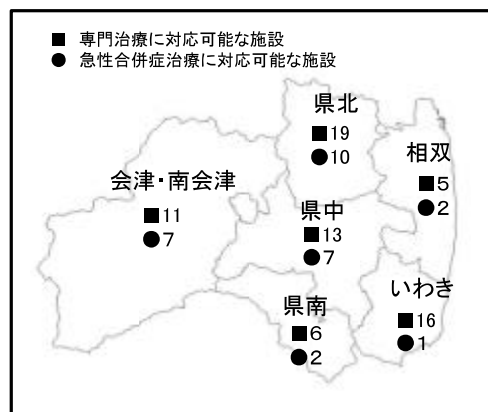 ■ 専門治療に対応可能な施設
● 急性合併症治療に対応可能な施設
県北
■19
●10
相双
■5
●2
会津・南会津
■11
●7
県中
■13
●7
いわき
■16
●1
県南
■6
●2